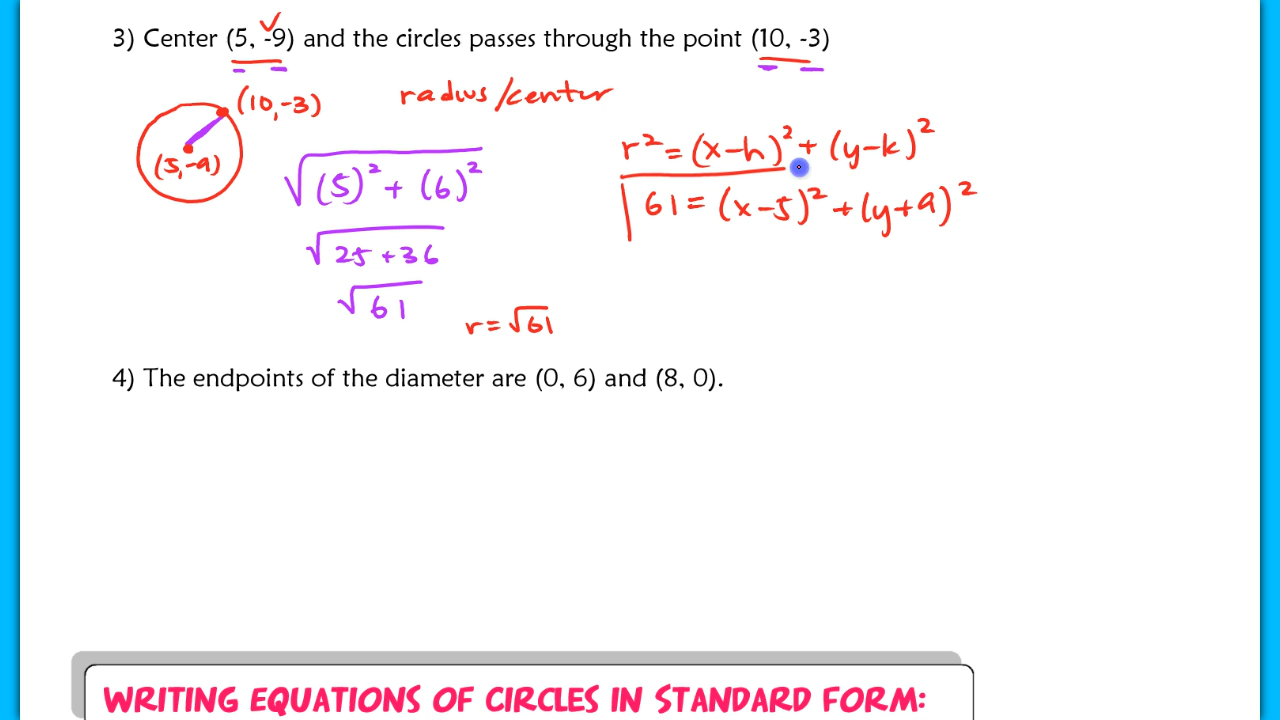 3) Center (5, -9) and the circles passes through the point (10, -3)
(10,-3)
(5,-9)
radius/center
√(5)² + (6)²
√25 + 36
√61
r = √61
r² = (x-h)² + (y-k)²
61 = (x-5)² + (y+9)²
4) The endpoints of the diameter are (0, 6) and (8, 0).
WRITING EQUATIONS OF CIRCLES IN STANDARD FORM: